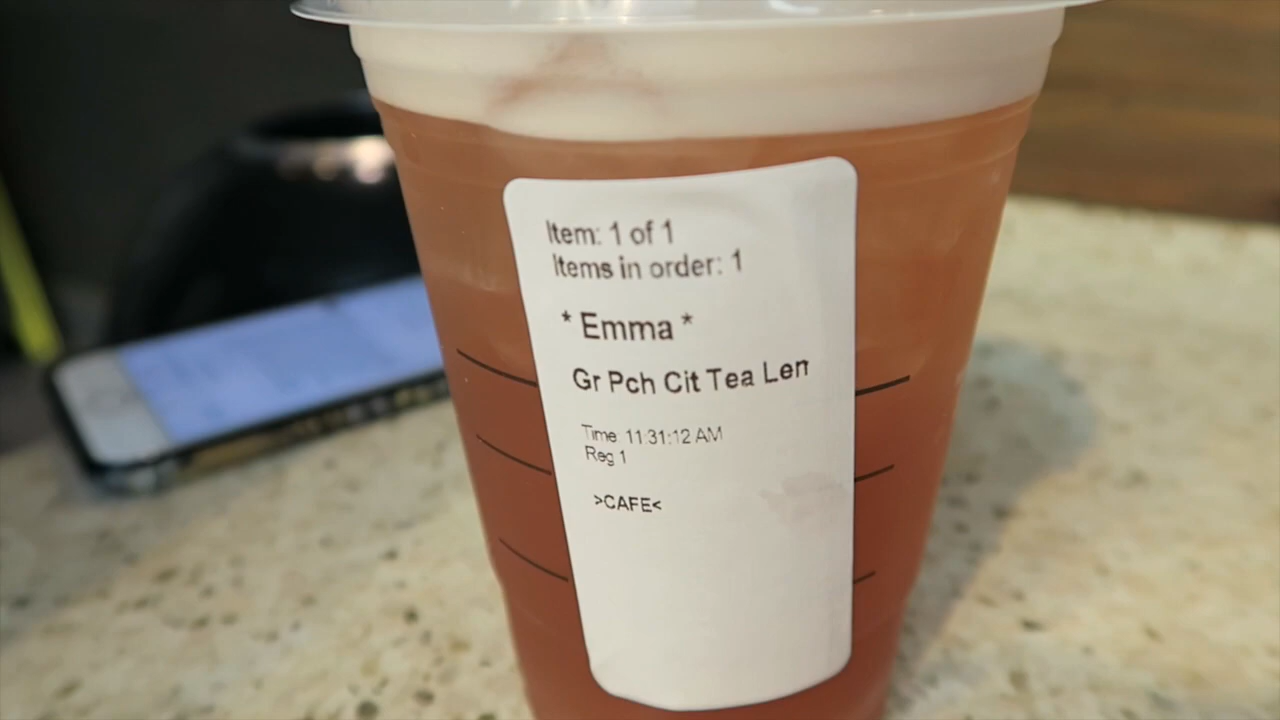 Item: 1 of 1
Items in order: 1
* Emma *
Gr Pch Cit Tea Lem
Time: 11:31:12 AM
Reg 1
>CAFE<